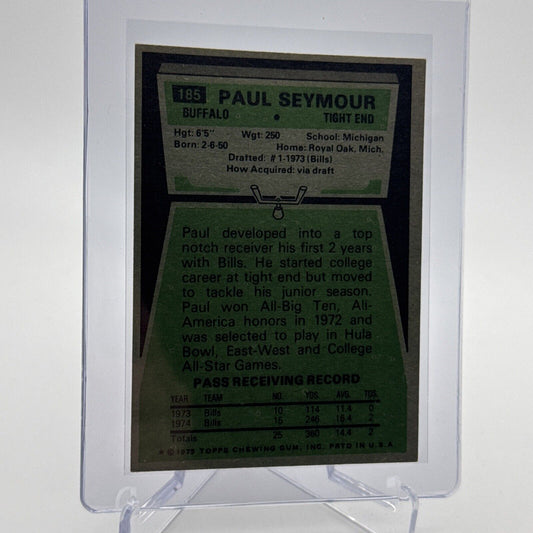 185 PAUL SEYMOUR
BUFFALO • TIGHT END
Hgt: 6'5" Wgt: 250 School: Michigan
Born: 2-6-50 Home: Royal Oak, Mich.
Drafted: #1-1973 (Bills)
How Acquired: via draft
Paul developed into a top
notch receiver his first 2 years
with Bills. He started college
career at tight end but moved
to tackle his junior season.
Paul won All-Big Ten, All-
America honors in 1972 and
was selected to play in Hula
Bowl, East-West and College
All-Star Games.
PASS RECEIVING RECORD
YEAR TEAM NO. YDS. AVG. TDS.
1973 Bills 10 114 11.4 0
1974 Bills 15 246 16.4 2
Totals 25 360 14.4 2
* © 1975 TOPPS CHEWING GUM, INC. PRTD IN U.S.A.